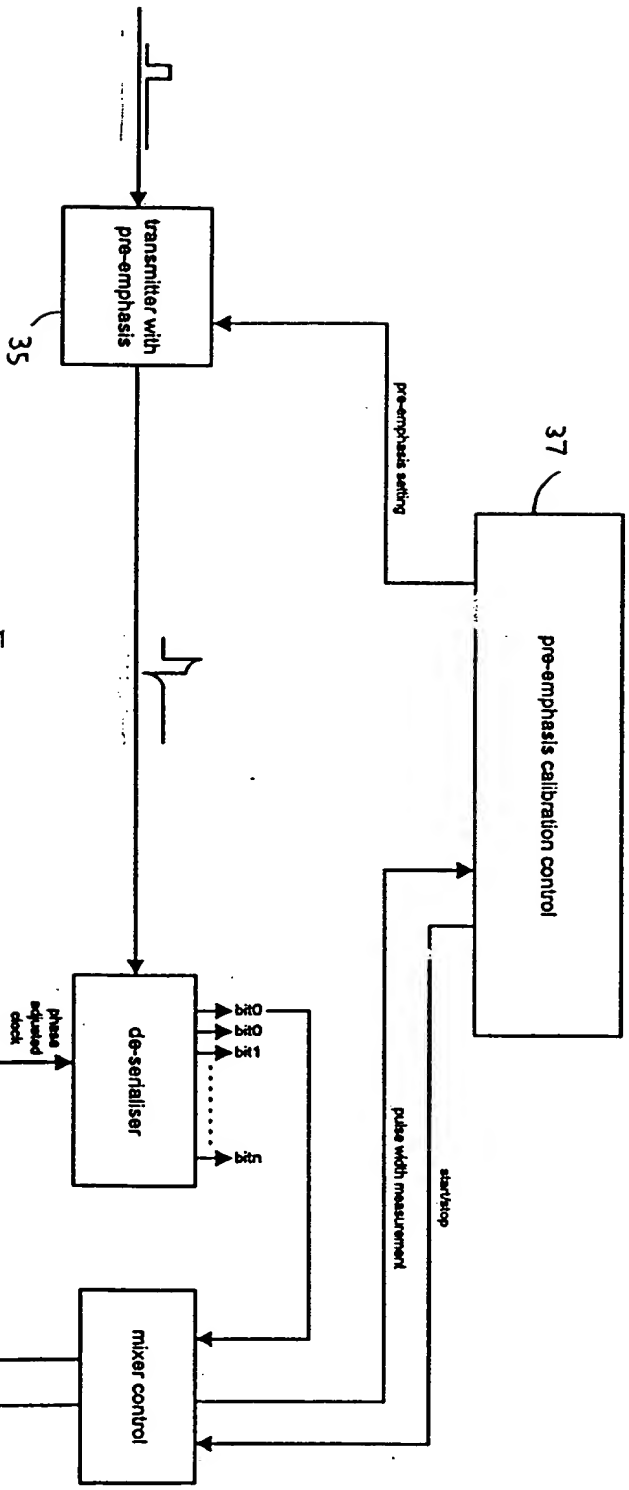 37
pre-emphasis calibration control
pre-emphasis setting
pulse width measurement
start/stop
transmitter with
pre-emphasis
35
bit0
bit0
bit1
bitn
de-serialiser
phase
adjusted
clock
mixer control